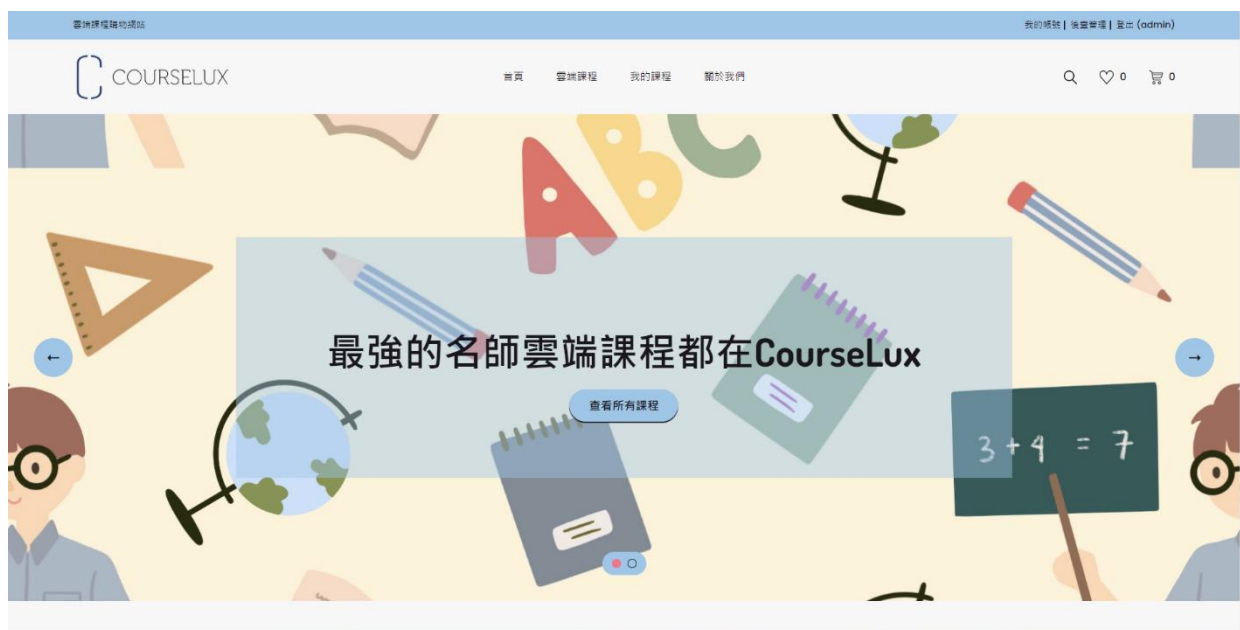 雲端課程購物網站
我的帳號 | 後臺管理 | 登出 (admin)
COURSELUX
首頁 雲端課程 我的課程 關於我們
0 0
ABC
最強的名師雲端課程都在CourseLux
查看所有課程
3+4 = 7